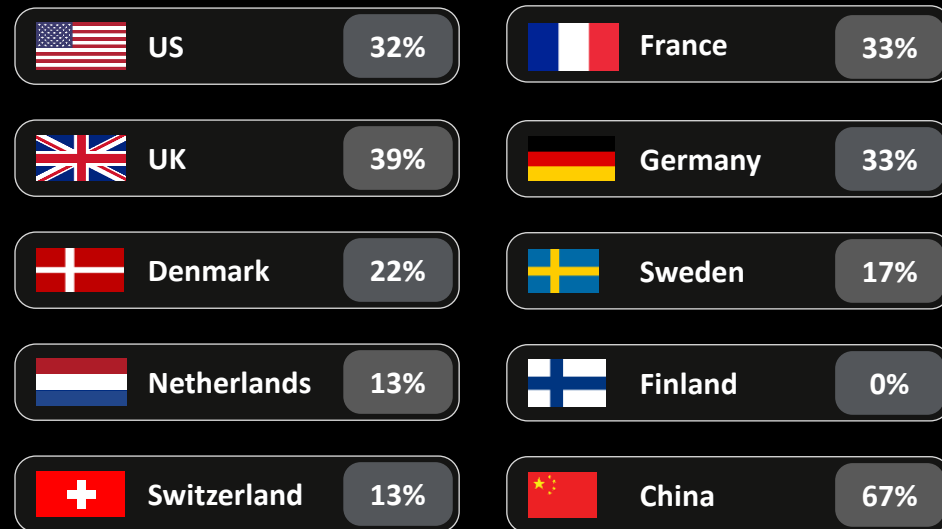 US 32%
UK 39%
Denmark 22%
Netherlands 13%
Switzerland 13%
France 33%
Germany 33%
Sweden 17%
Finland 0%
China 67%